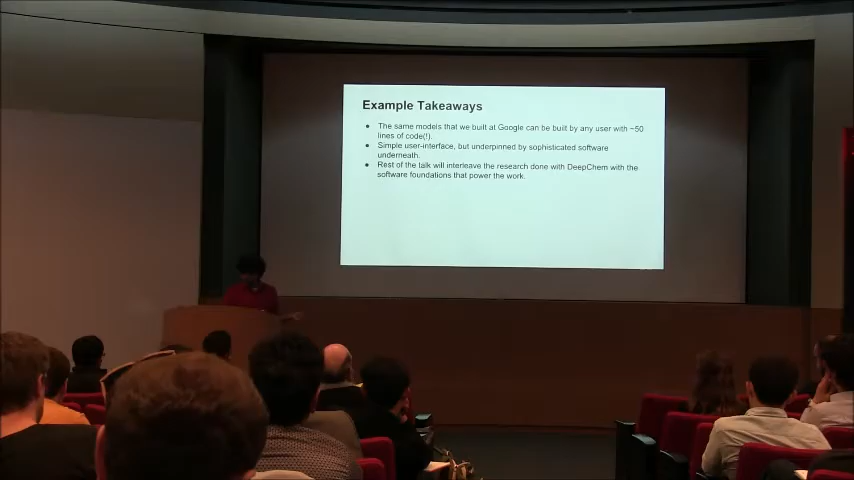 Example Takeaways
● The same models that we built at Google can be built by any user with ~50
lines of code(!).
● Simple user-interface, but underpinned by sophisticated software
underneath.
● Rest of the talk will interleave the research done with DeepChem with the
software foundations that power the work.